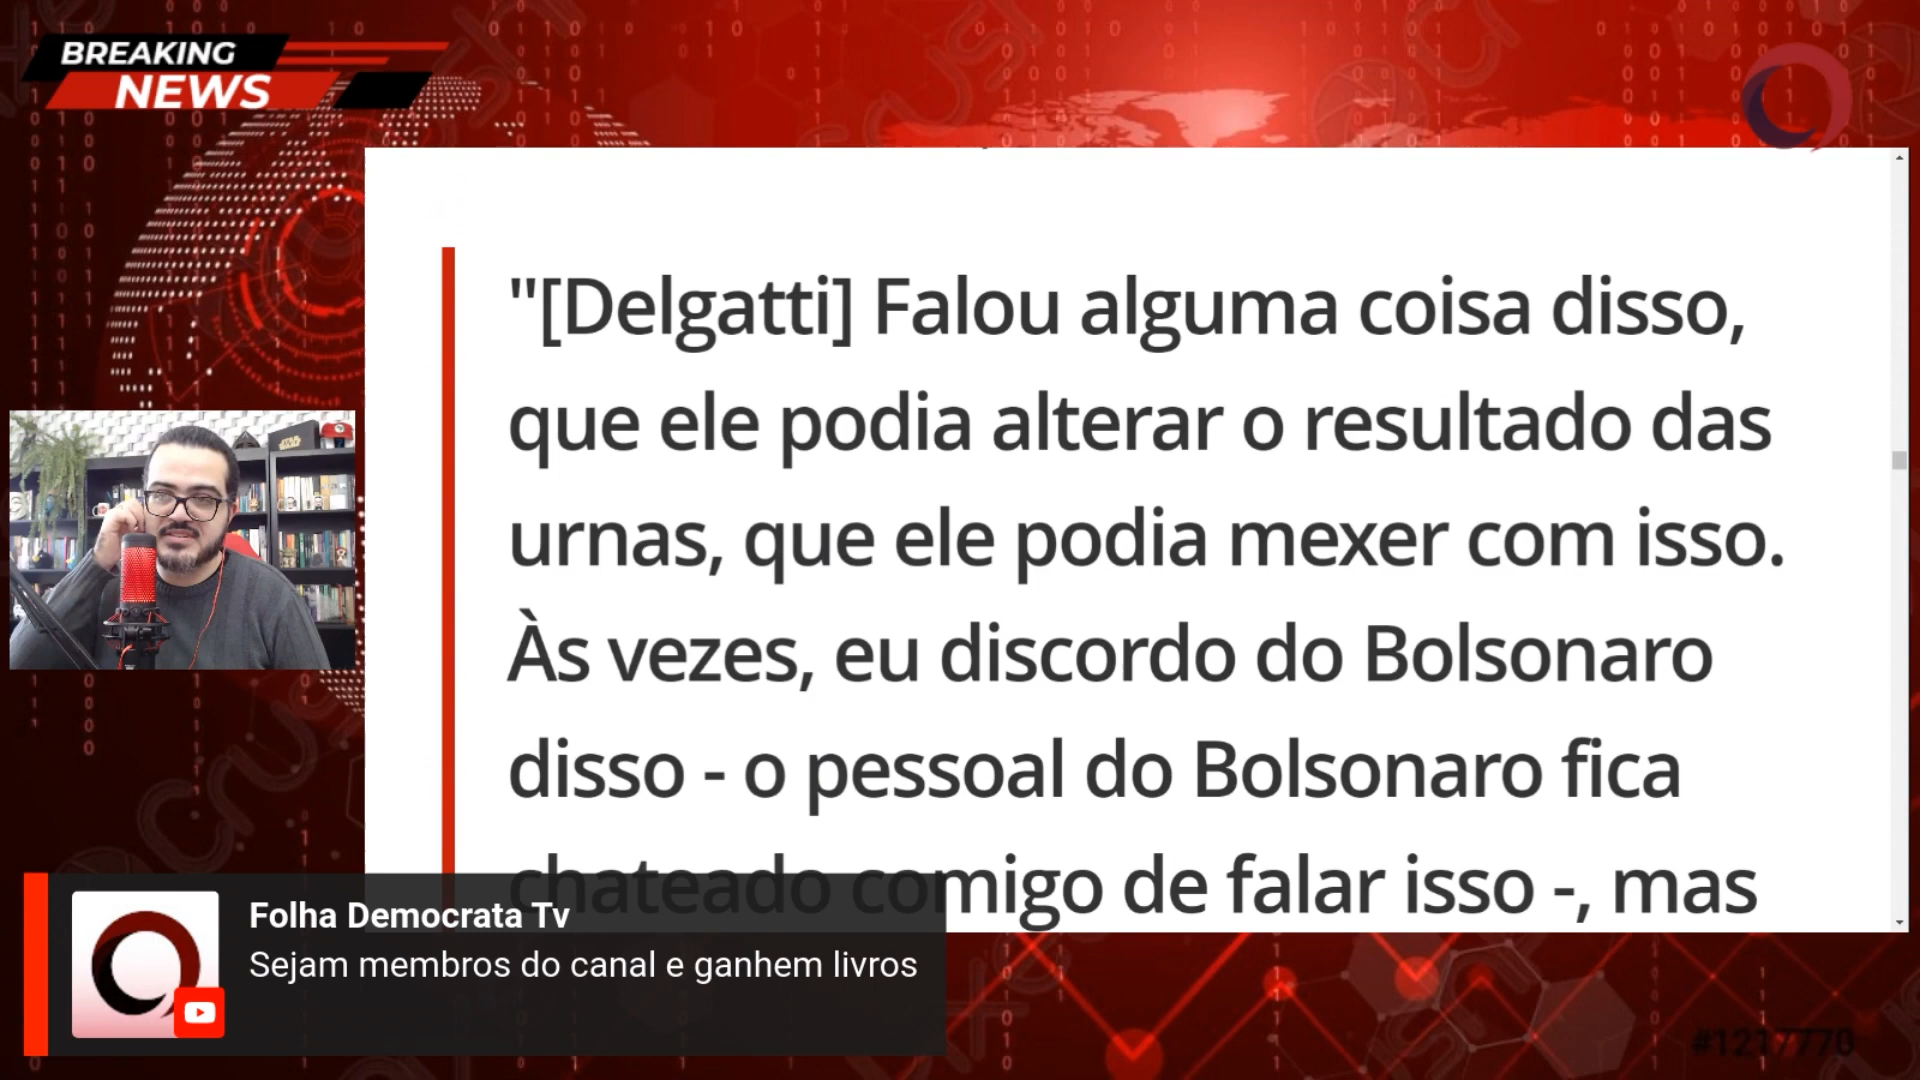 BREAKING
NEWS
"[Delgatti] Falou alguma coisa disso,
que ele podia alterar o resultado das
urnas, que ele podia mexer com isso.
Às vezes, eu discordo do Bolsonaro
disso - o pessoal do Bolsonaro fica
chateado comigo de falar isso -, mas
Folha Democrata Tv
Sejam membros do canal e ganhem livros
#1217770